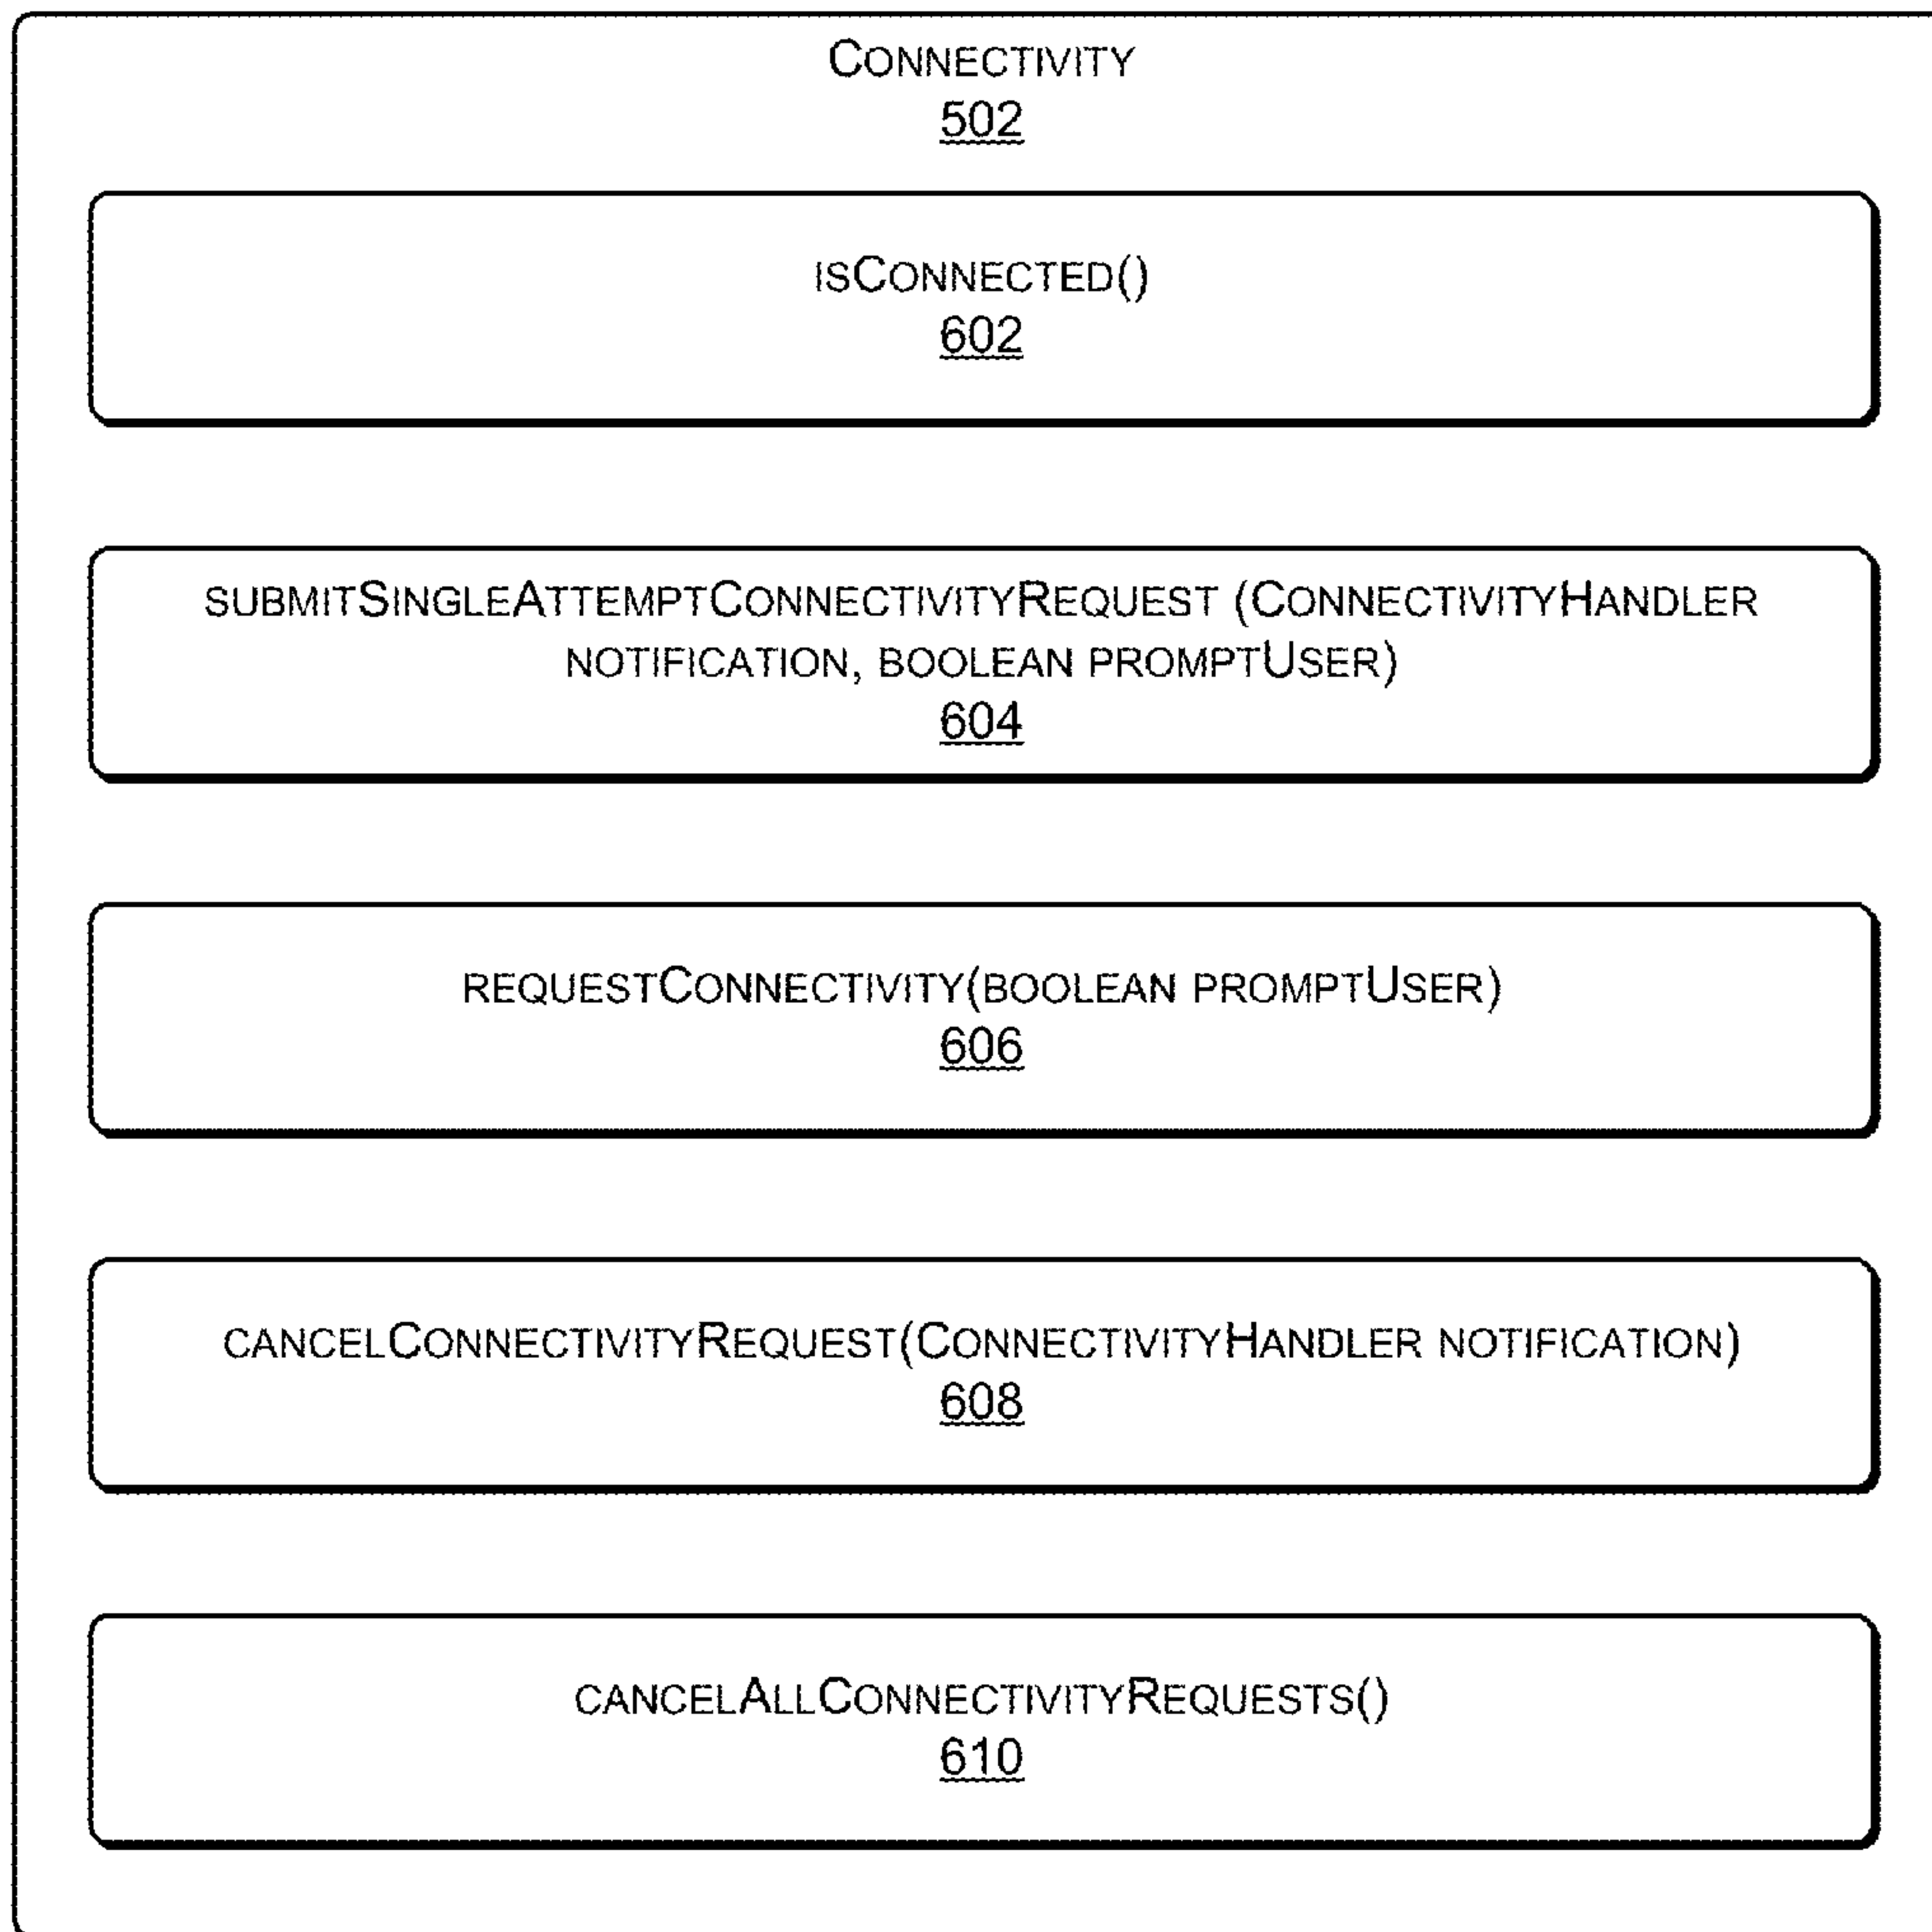 CONNECTIVITY
502
ISCONNECTED()
602
SUBMITSINGLEATTEMPTCONNECTIVITYREQUEST (CONNECTIVITYHANDLER
NOTIFICATION, BOOLEAN PROMPTUSER)
604
REQUESTCONNECTIVITY(BOOLEAN PROMPTUSER)
606
CANCELCONNECTIVITYREQUEST(CONNECTIVITYHANDLER NOTIFICATION)
608
CANCELALLCONNECTIVITYREQUESTS()
610